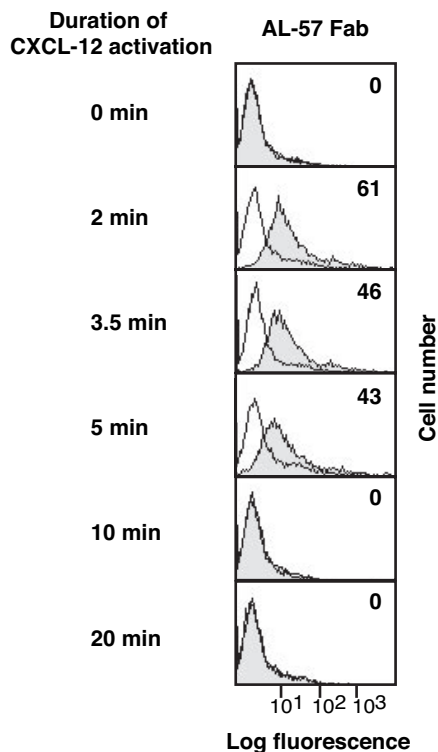 Duration of
CXCL-12 activation
AL-57 Fab
0 min
0
2 min
61
3.5 min
46
5 min
43
10 min
0
20 min
0
Cell number
10¹ 10² 10³
Log fluorescence